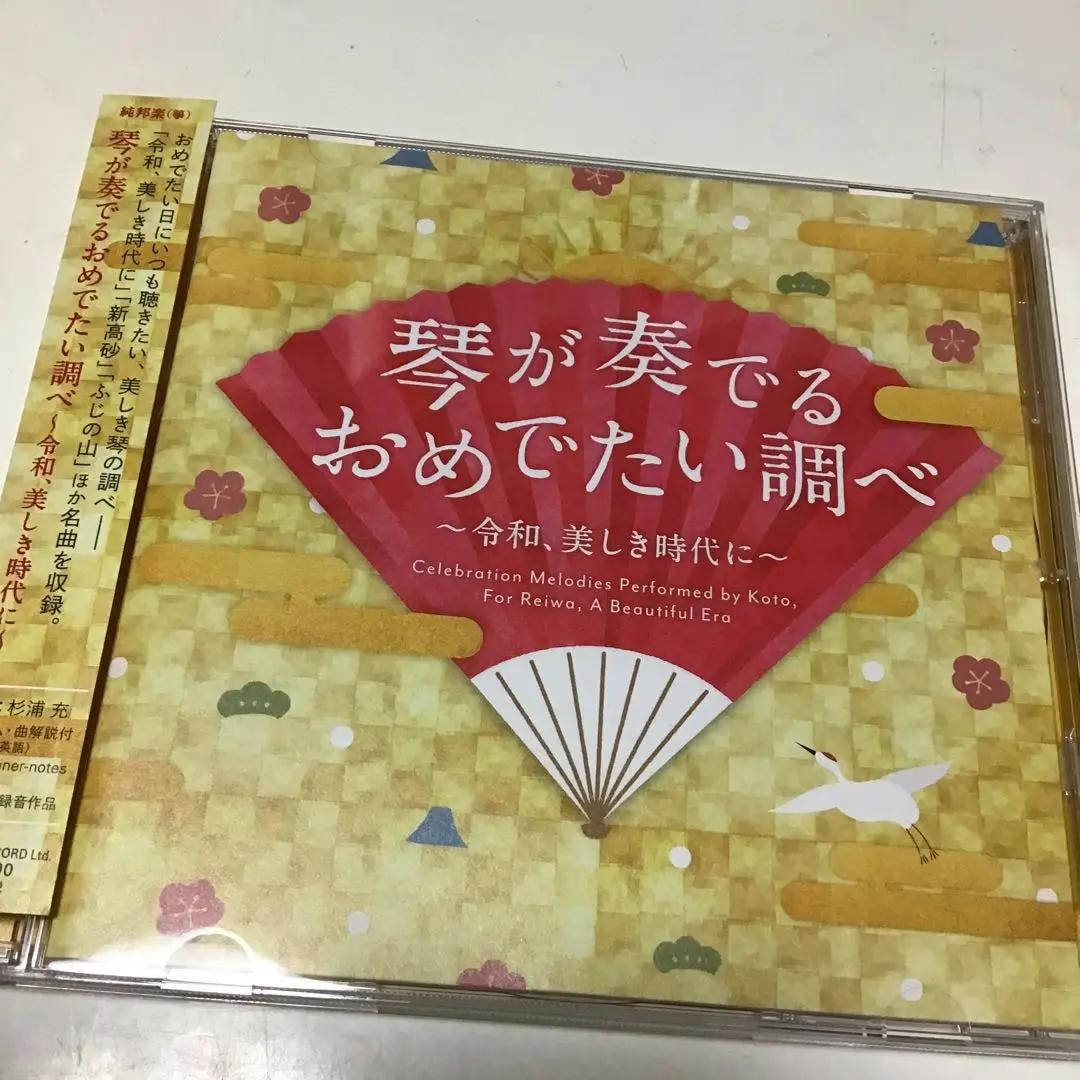 純邦楽(箏)
おめでたい日にいつも聴きたい、美しき琴の調べ――
「令和、美しき時代に」「新高砂」「ふじの山」ほか名曲を収録。
琴が奏でるおめでたい調べ~令和、美しき時代に~
杉浦 充
・曲解説付
英語)
ner-notes
録音作品
ORD Ltd.
琴が奏でる
おめでたい調べ
~令和、美しき時代に~
Celebration Melodies Performed by Koto,
For Reiwa, A Beautiful Era